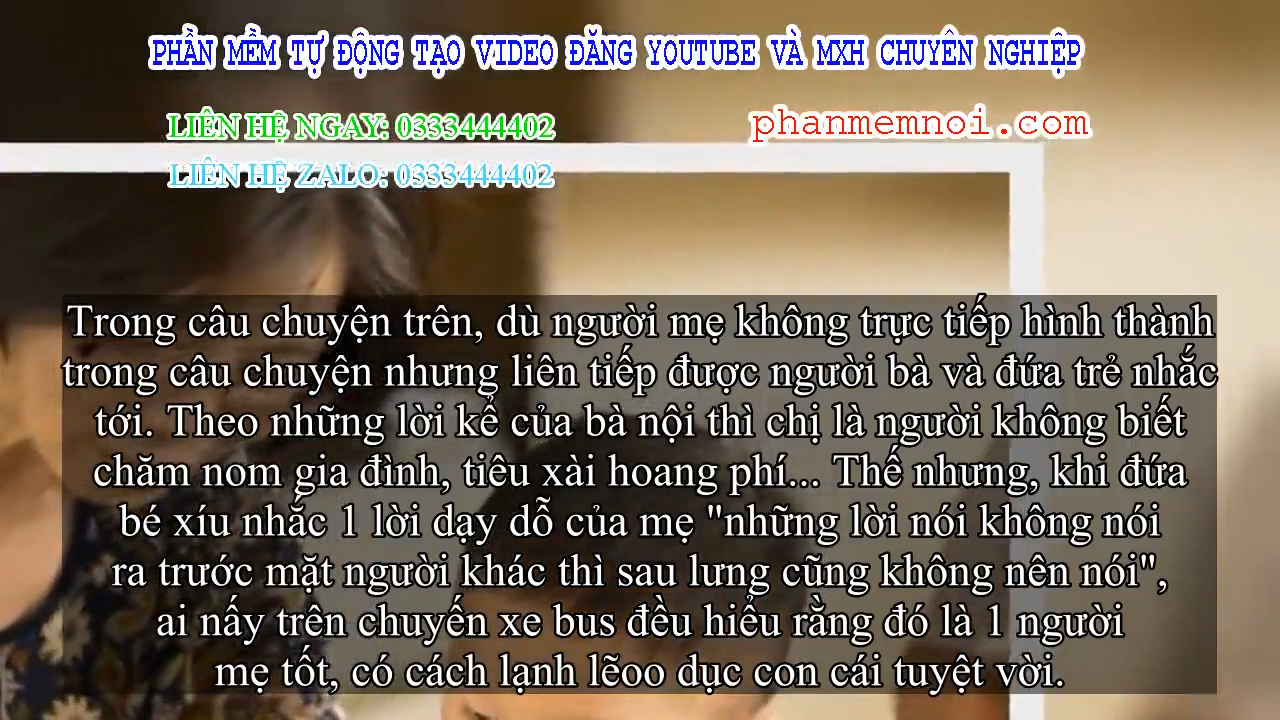 PHẦN MỀM TỰ ĐỘNG TẠO VIDEO ĐĂNG YOUTUBE VÀ MXH CHUYÊN NGHIỆP
LIÊN HỆ NGAY: 0333444402
phanmemnoi.com
LIÊN HỆ ZALO: 0333444402
Trong câu chuyện trên, dù người mẹ không trực tiếp hình thành
trong câu chuyện nhưng liên tiếp được người bà và đứa trẻ nhắc
tới. Theo những lời kể của bà nội thì chị là người không biết
chăm nom gia đình, tiêu xài hoang phí... Thế nhưng, khi đứa
bé xíu nhắc 1 lời dạy dỗ của mẹ "những lời nói không nói
ra trước mặt người khác thì sau lưng cũng không nên nói",
ai nấy trên chuyến xe bus đều hiểu rằng đó là 1 người
mẹ tốt, có cách lạnh lẽoo dục con cái tuyệt vời.